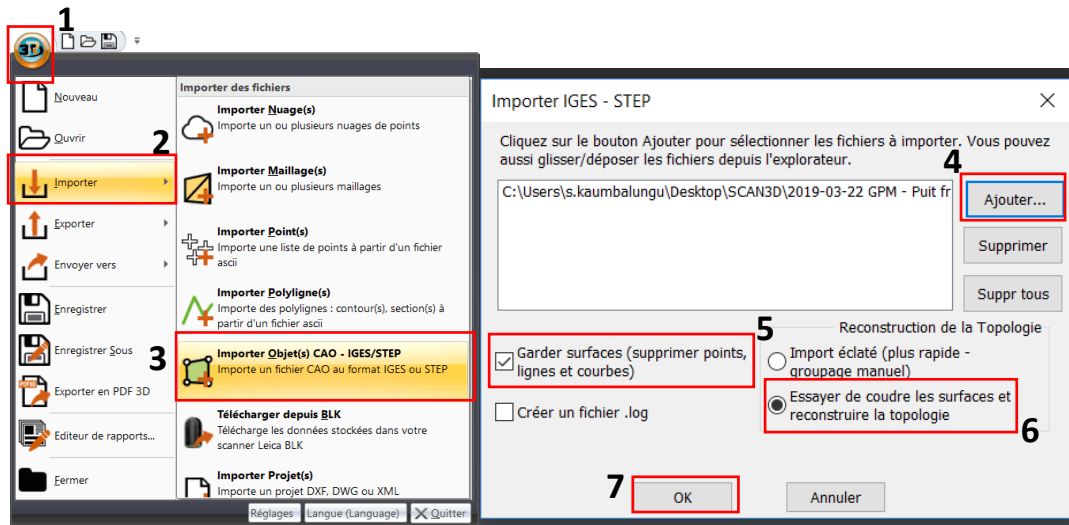 1
3D
Nouveau
Ouvrir
2
Importer
Exporter
Envoyer vers
Enregistrer
Enregistrer Sous
Exporter en PDF 3D
Editeur de rapports...
Fermer
Importer des fichiers
Importer Nuage(s)
Importe un ou plusieurs nuages de points
Importer Maillage(s)
Importe un ou plusieurs maillages
Importer Point(s)
Importe une liste de points à partir d'un fichier
ascii
Importer Polyligne(s)
Importe des polylignes : contour(s), section(s) à
partir d'un fichier ascii
3
Importer Objet(s) CAO - IGES/STEP
Importe un fichier CAO au format IGES ou STEP
Télécharger depuis BLK
Télécharge les données stockées dans votre
scanner Leica BLK
Importer Projet(s)
Importe un projet DXF, DWG ou XML
Réglages
Langue (Language)
Quitter
Importer IGES - STEP
Cliquez sur le bouton Ajouter pour sélectionner les fichiers à importer. Vous pouvez
aussi glisser/déposer les fichiers depuis l'explorateur.
4
C:\Users\s.kaumbalungu\Desktop\SCAN3D\2019-03-22 GPM - Puit fr
Ajouter...
Supprimer
Suppr tous
5
Garder surfaces (supprimer points,
lignes et courbes)
Créer un fichier .log
Reconstruction de la Topologie
Import éclaté (plus rapide -
groupage manuel)
Essayer de coudre les surfaces et
reconstruire la topologie
6
7
OK
Annuler